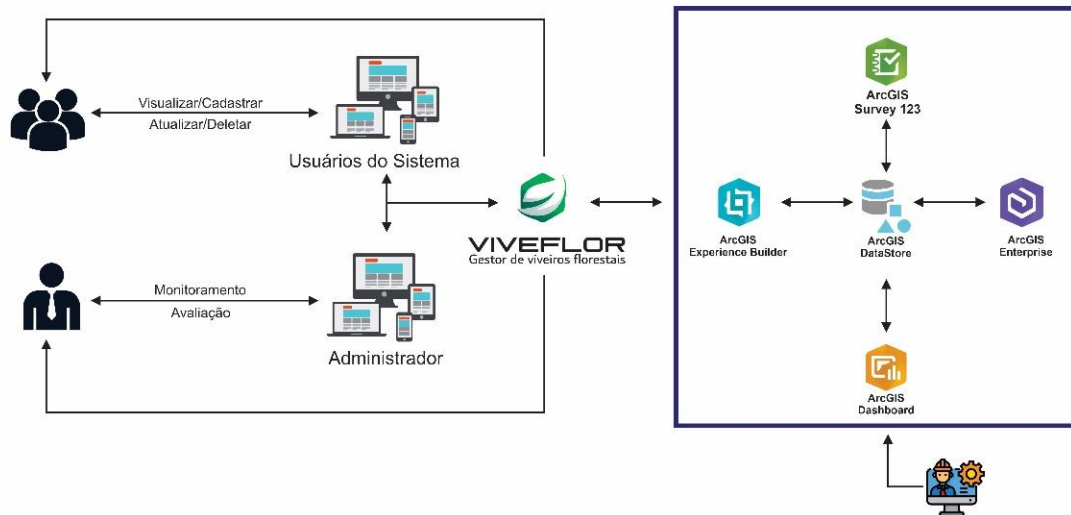 Visualizar/Cadastrar
Atualizar/Deletar
Usuários do Sistema
VIVEFLOR
Gestor de viveiros florestais
Monitoramento
Avaliação
Administrador
ArcGIS
Survey 123
ArcGIS
Experience Builder
ArcGIS
DataStore
ArcGIS
Enterprise
ArcGIS
Dashboard